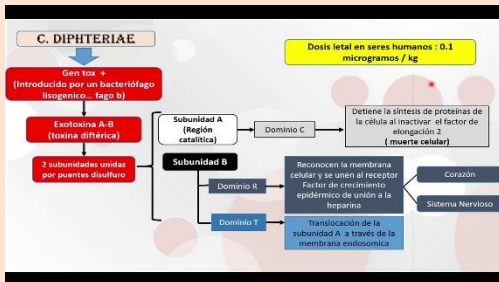 C. DIPHTERIAE
Dosis letal en seres humanos : 0.1
microgramos / kg
Gen tox +
(Introducido por un bacteriófago
lisogenico... fago b)
Exotoxina A-B
(toxina diftérica)
2 subunidades unidas
por puentes disulfuro
Subunidad A
(Región
catalítica)
Dominio C
Detiene la síntesis de proteínas de
la célula al inactivar el factor de
elongación 2
( muerte celular)
Subunidad B
Dominio R
Reconocen la membrana
celular y se unen al receptor
Factor de crecimiento
epidérmico de unión a la
heparina
Corazón
Sistema Nervioso
Dominio T
Translocación de la
subunidad A a través de la
membrana endosomica